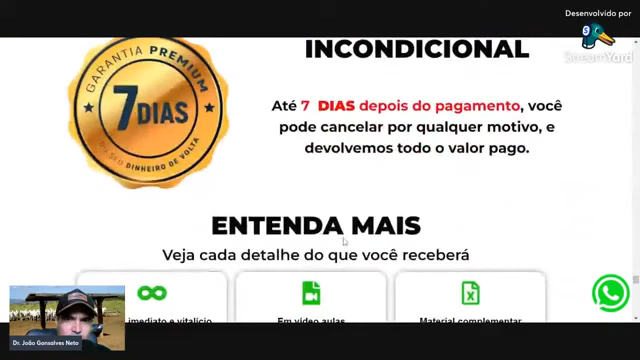 Desenvolvido por
StreamYard
GARANTIA PREMIUM
7 DIAS
SEU DINHEIRO DE VOLTA
INCONDICIONAL
Até 7 DIAS depois do pagamento, você
pode cancelar por qualquer motivo, e
devolvemos todo o valor pago.
ENTENDA MAIS
Veja cada detalhe do que você receberá
imediato e vitalício
Em vídeo aulas
Material complementar
Dr. João Gonsalves Neto